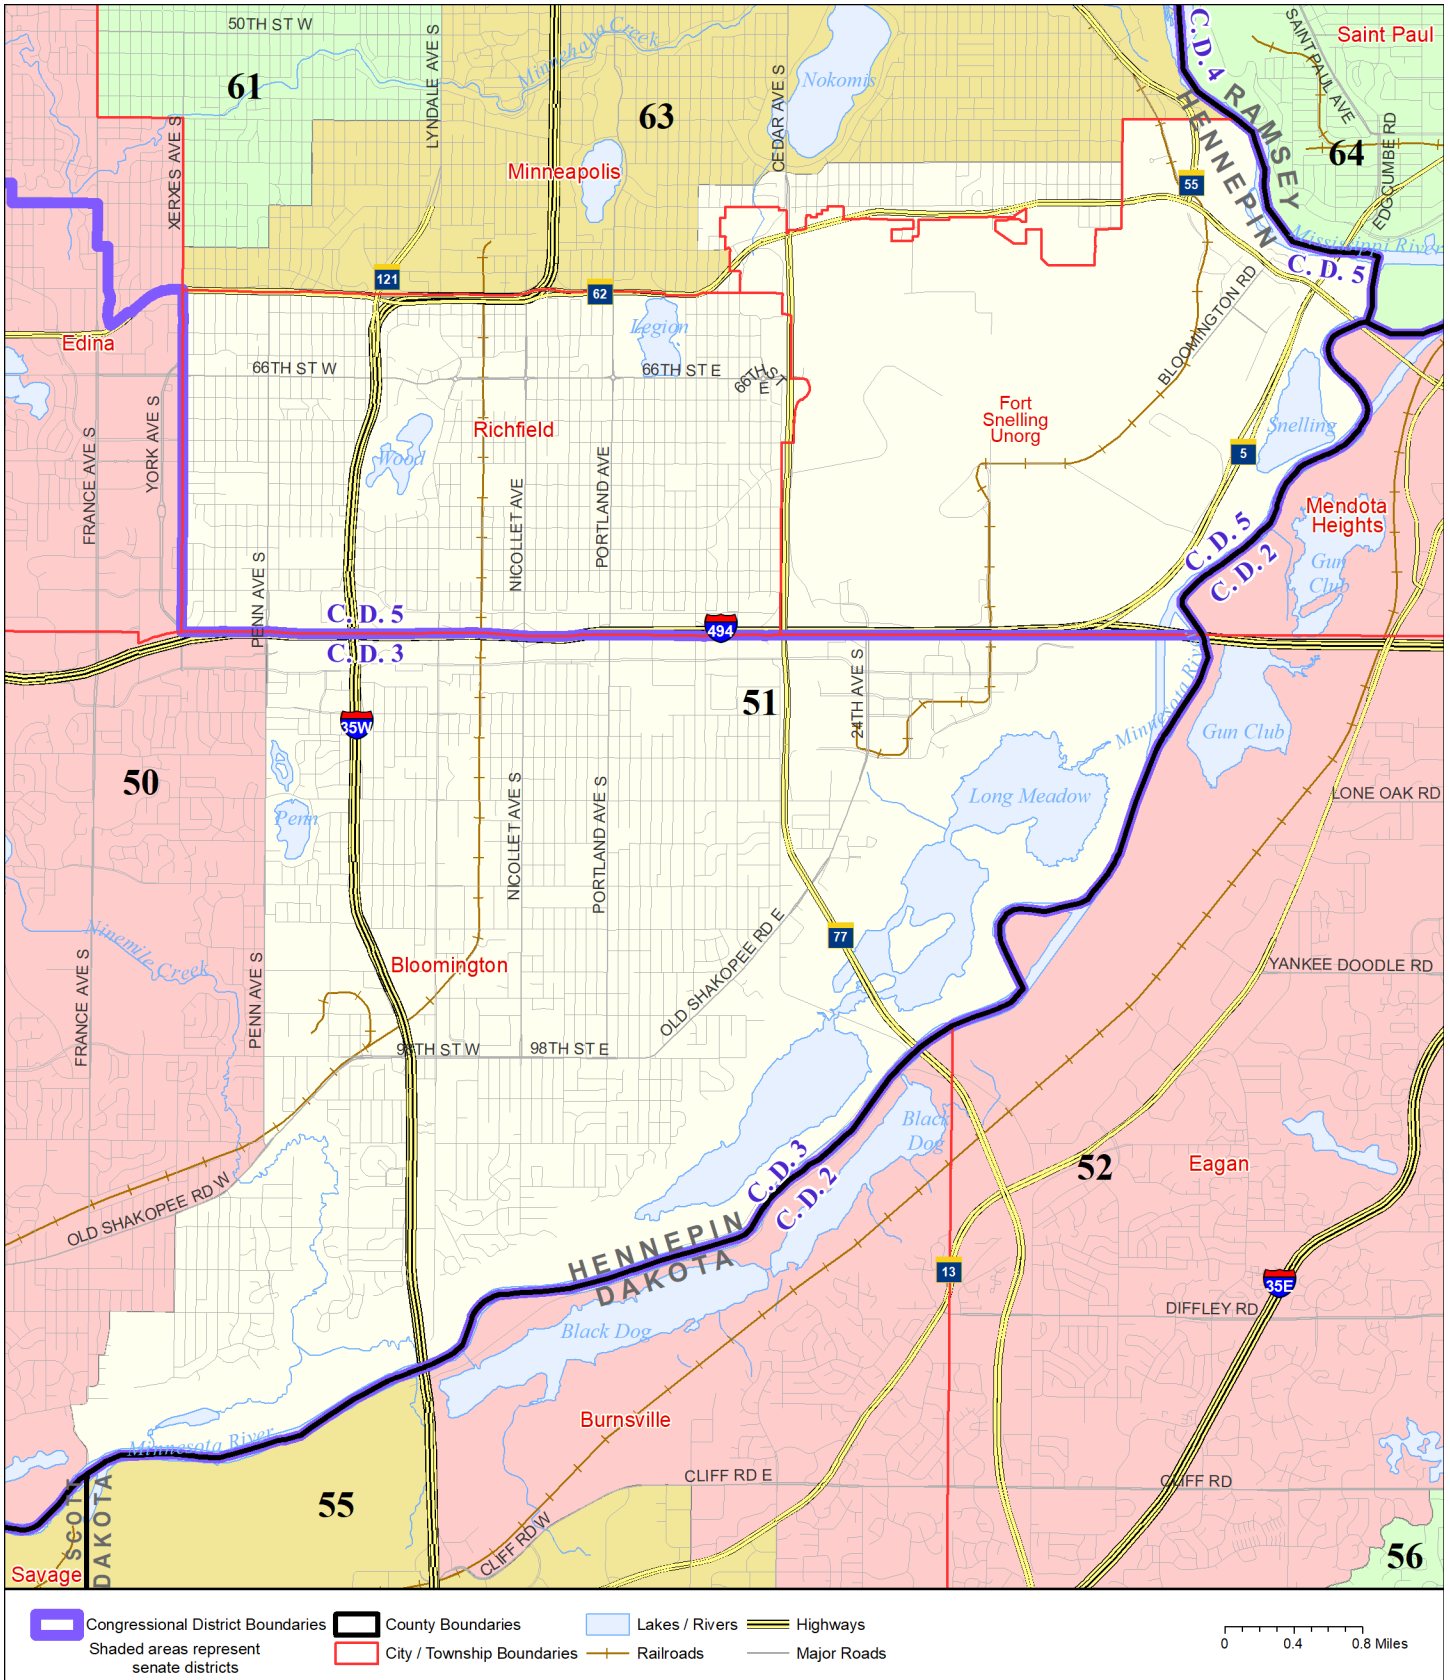 50TH ST W
61
LYNDALE AVE S
Minnehaha Creek
63
CEDAR AVE S
Nokomis
C. D. 4
RAMSEY
HENNEPIN
SAINT PAUL AVE
Saint Paul
64
EDGCUMBE RD
XERXES AVE S
Minneapolis
55
Mississippi River
C. D. 5
121
62
Edina
Legion
66TH ST W
66TH ST E
66TH ST E
BLOOMINGTON RD
Richfield
Fort
Snelling
Unorg
Snelling
5
FRANCE AVE S
YORK AVE S
Wood
NICOLLET AVE
PORTLAND AVE
Mendota
Heights
C. D. 5
C. D. 2
Gun
Club
PENN AVE S
C. D. 5
C. D. 3
494
35W
51
24TH AVE S
Minnesota River
Gun Club
50
Penn
NICOLLET AVE S
PORTLAND AVE S
Long Meadow
LONE OAK RD
Ninemile Creek
FRANCE AVE S
PENN AVE S
Bloomington
OLD SHAKOPEE RD E
77
YANKEE DOODLE RD
98TH ST W
98TH ST E
Black
Dog
C. D. 3
C. D. 2
52
Eagan
OLD SHAKOPEE RD W
HENNEPIN
DAKOTA
13
35E
DIFFLEY RD
Black Dog
Burnsville
Minnesota River
CLIFF RD E
CLIFF RD
SCOTT
DAKOTA
55
CLIFF RD W
Savage
56
Congressional District Boundaries
County Boundaries
Lakes / Rivers
Highways
Shaded areas represent
senate districts
City / Township Boundaries
Railroads
Major Roads
0 0.4 0.8 Miles